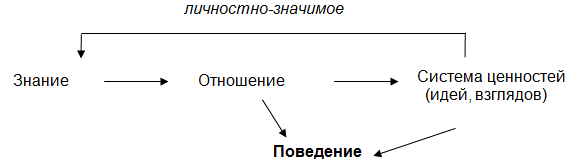 личностно-значимое
Знание
Отношение
Система ценностей
(идей, взглядов)
Поведение